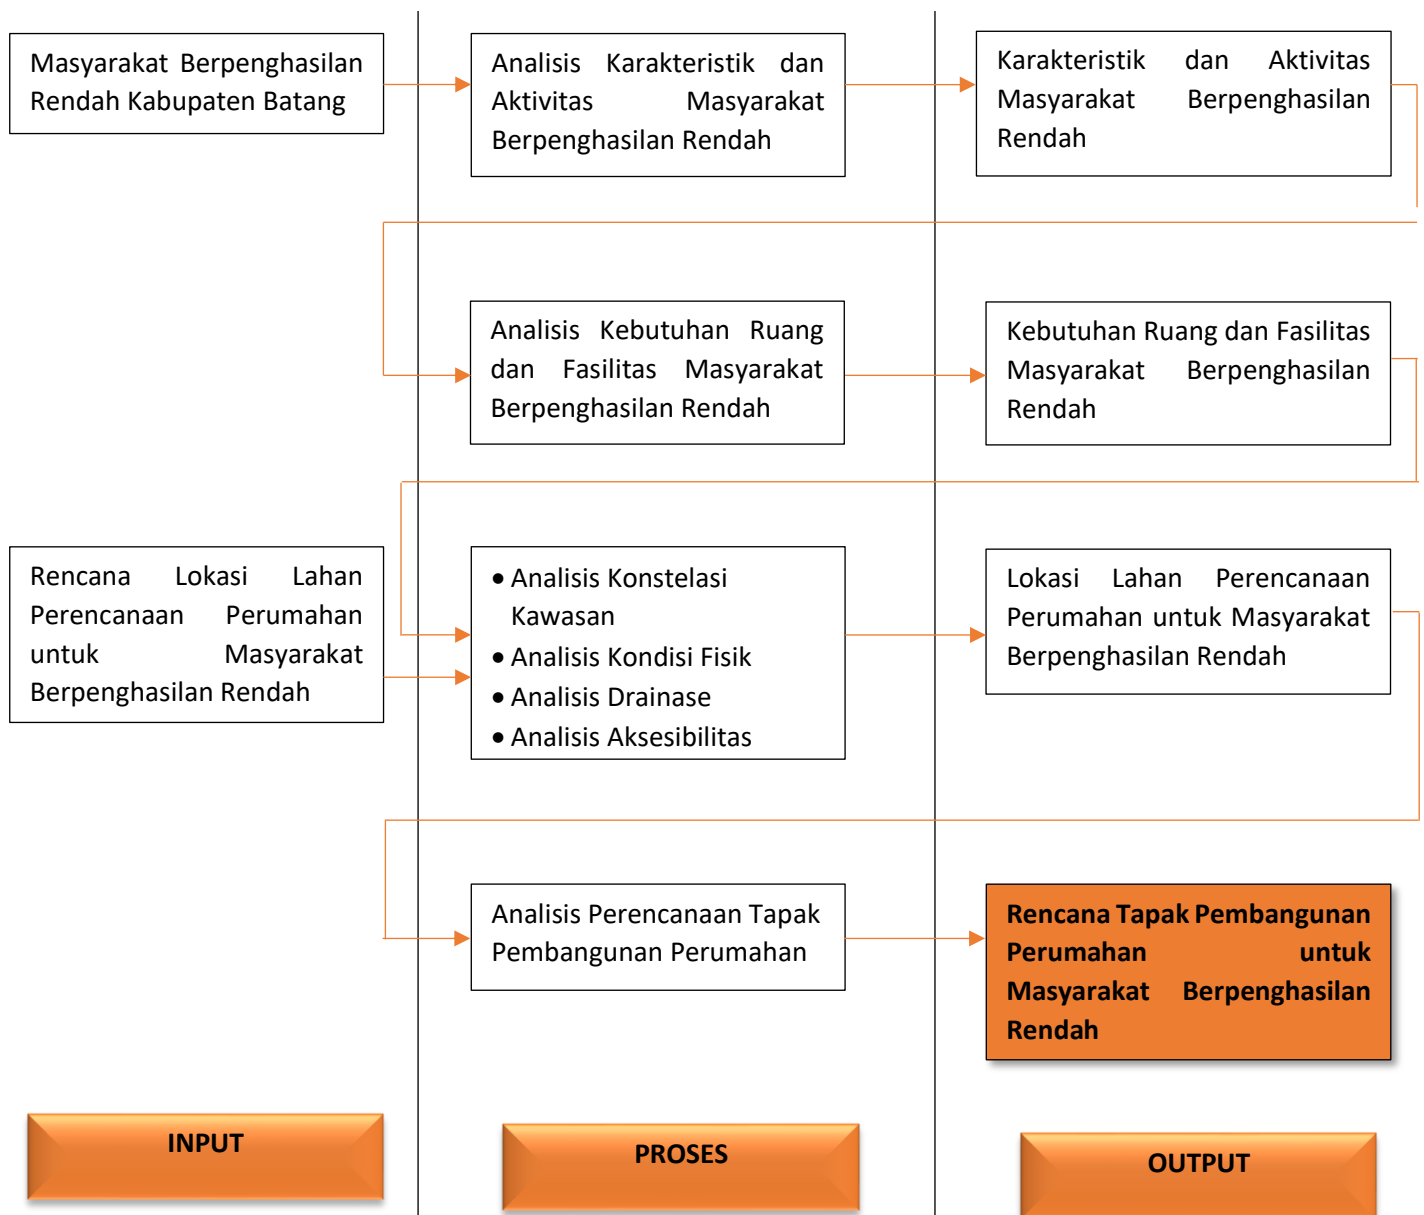 Masyarakat Berpenghasilan
Rendah Kabupaten Batang
Analisis Karakteristik dan
Aktivitas Masyarakat
Berpenghasilan Rendah
Karakteristik dan Aktivitas
Masyarakat Berpenghasilan
Rendah
Analisis Kebutuhan Ruang
dan Fasilitas Masyarakat
Berpenghasilan Rendah
Kebutuhan Ruang dan Fasilitas
Masyarakat Berpenghasilan
Rendah
Rencana Lokasi Lahan
Perencanaan Perumahan
untuk Masyarakat
Berpenghasilan Rendah
• Analisis Konstelasi
Kawasan
• Analisis Kondisi Fisik
• Analisis Drainase
• Analisis Aksesibilitas
Lokasi Lahan Perencanaan
Perumahan untuk Masyarakat
Berpenghasilan Rendah
Analisis Perencanaan Tapak
Pembangunan Perumahan
Rencana Tapak Pembangunan
Perumahan untuk
Masyarakat Berpenghasilan
Rendah
INPUT
PROSES
OUTPUT